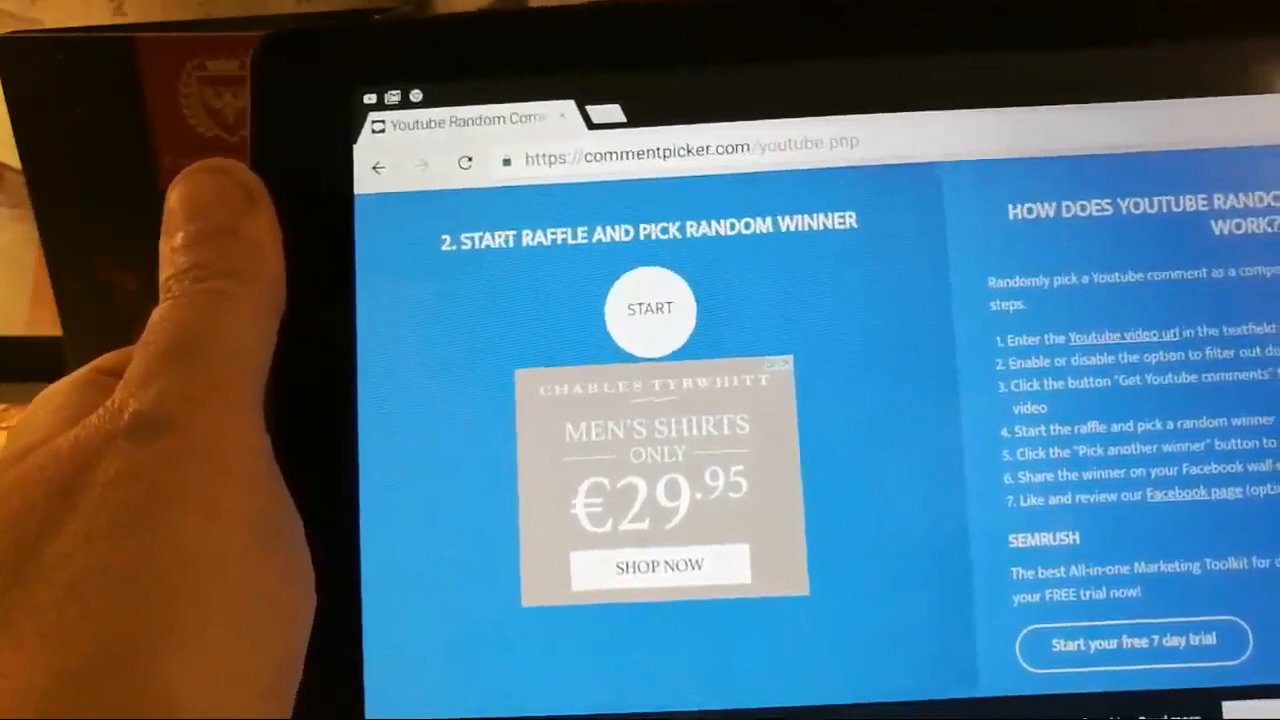 Youtube Random Com
https://commentpicker.com/youtube.php
2. START RAFFLE AND PICK RANDOM WINNER
START
CHARLES TYRWHITT
MEN'S SHIRTS
ONLY
€29.95
SHOP NOW
HOW DOES YOUTUBE RANDO
WORK?
Randomly pick a Youtube comment as a compe
steps.
1. Enter the Youtube video url in the textfield
2. Enable or disable the option to filter out du
3. Click the button "Get Youtube comments"
video
4. Start the raffle and pick a random winner
5. Click the "Pick another winner" button to
6. Share the winner on your Facebook wall
7. Like and review our Facebook page (opti
SEMRUSH
The best All-in-one Marketing Toolkit for
your FREE trial now!
Start your free 7 day trial